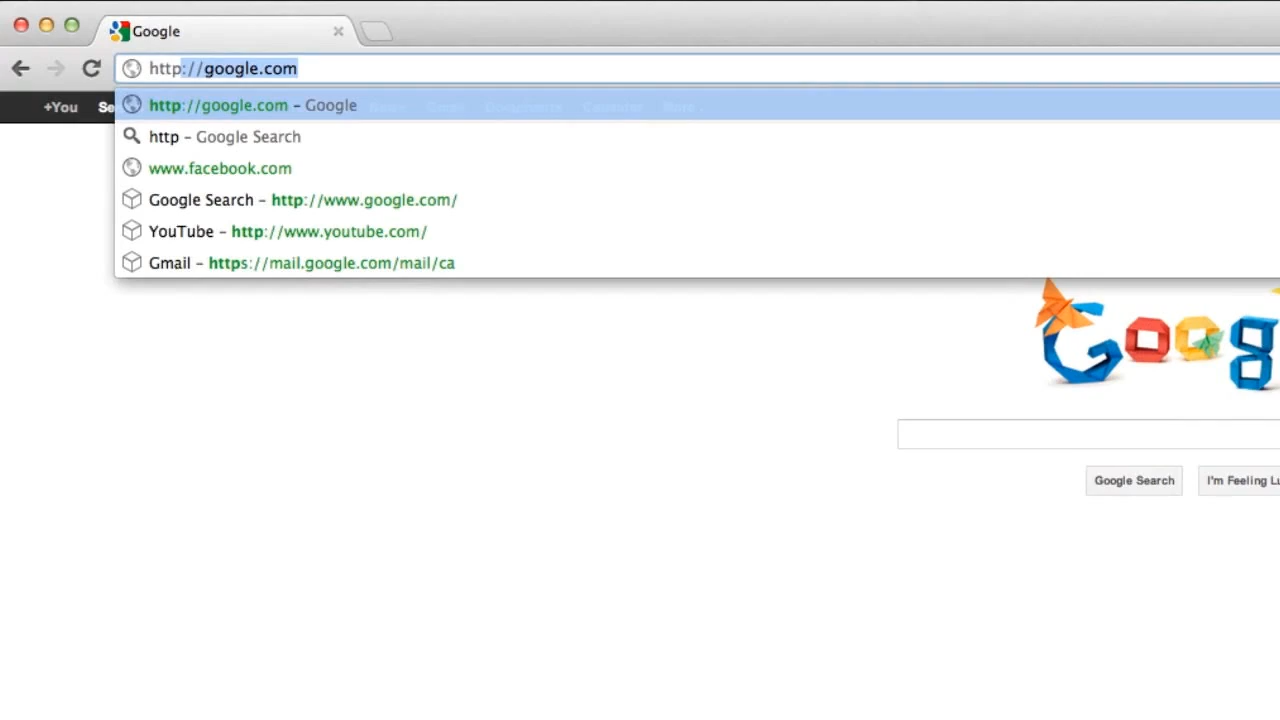 Google
http://google.com
+You
http://google.com – Google
http – Google Search
www.facebook.com
Google Search – http://www.google.com/
YouTube – http://www.youtube.com/
Gmail – https://mail.google.com/mail/ca
Goog
Google Search
I'm Feeling Lu